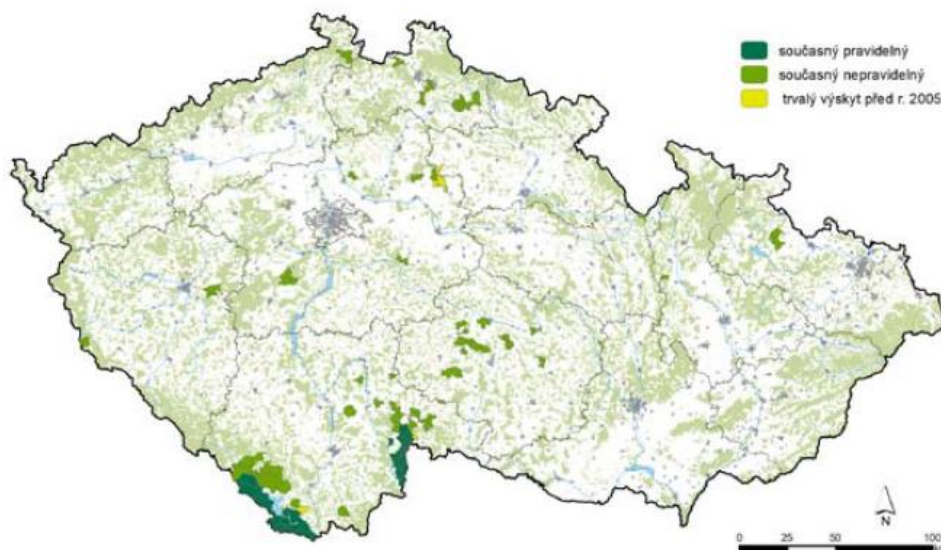 současný pravidelný
současný nepravidelný
trvalý výskyt před r. 2005
N
0 25 50 100